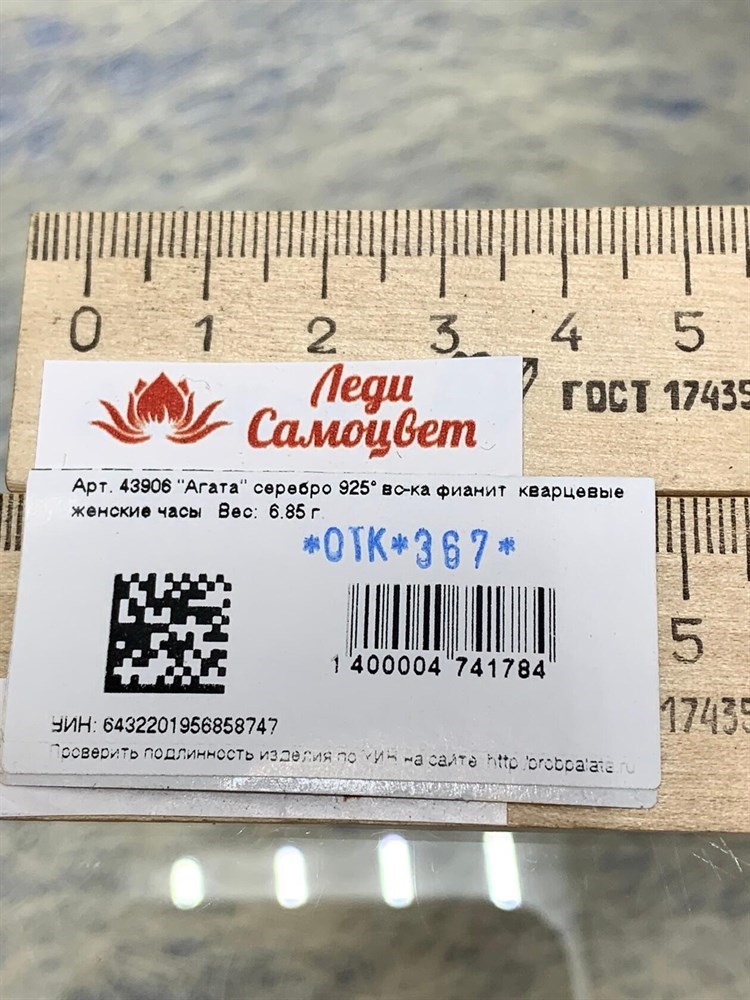 0 1 2 3 4 5
Леди
Самоцвет
ГОСТ 17435
Арт. 43906 "Агата" серебро 925° вс-ка фианит кварцевые
женские часы Вес: 6.85 г.
*ОТК*367*
1 400004 741784
5
17435
УИН: 6432201956858747
Проверить подлинность изделия по УИН на сайте http://probpalata.ru